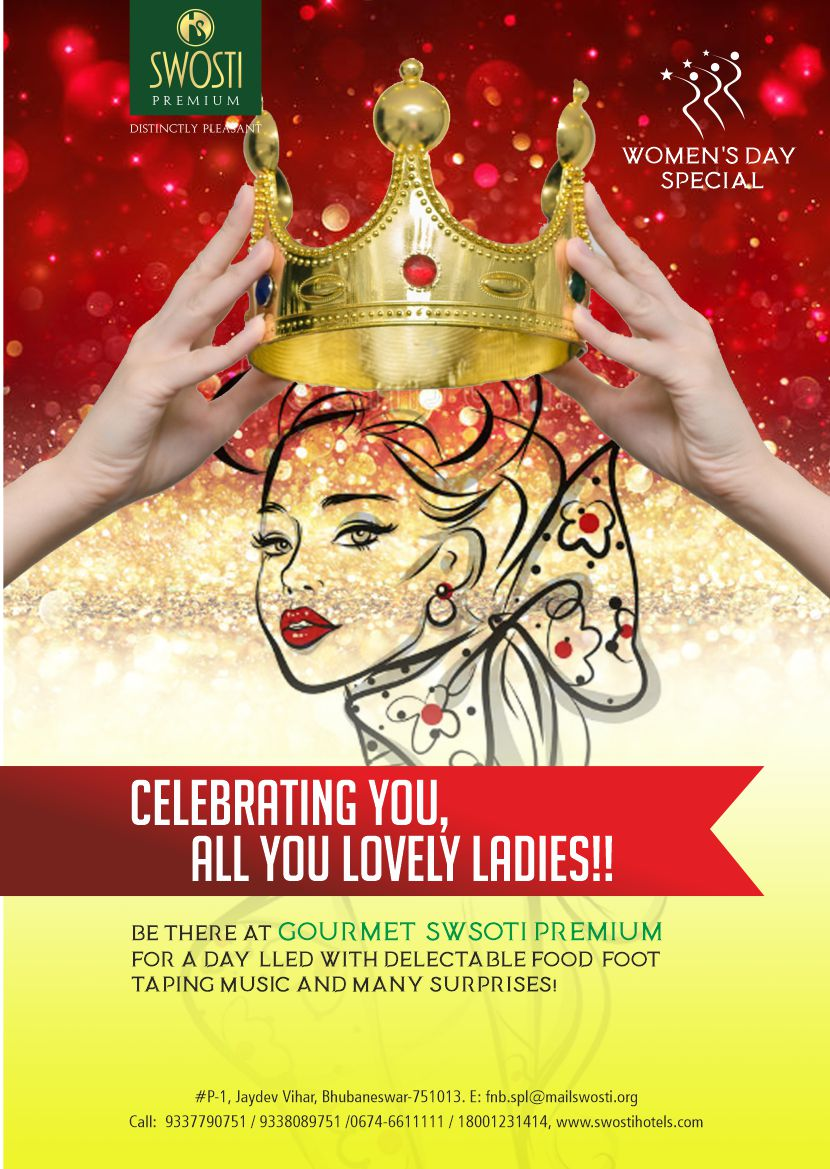 SWOSTI
PREMIUM
DISTINCTLY PLEASANT
WOMEN'S DAY
SPECIAL
CELEBRATING YOU,
ALL YOU LOVELY LADIES!!
BE THERE AT GOURMET SWSOTI PREMIUM
FOR A DAY LLED WITH DELECTABLE FOOD FOOT
TAPING MUSIC AND MANY SURPRISES!
#P-1, Jaydev Vihar, Bhubaneswar-751013. E: fnb.spl@mailswosti.org
Call: 9337790751 / 9338089751 /0674-6611111 / 18001231414, www.swostihotels.com